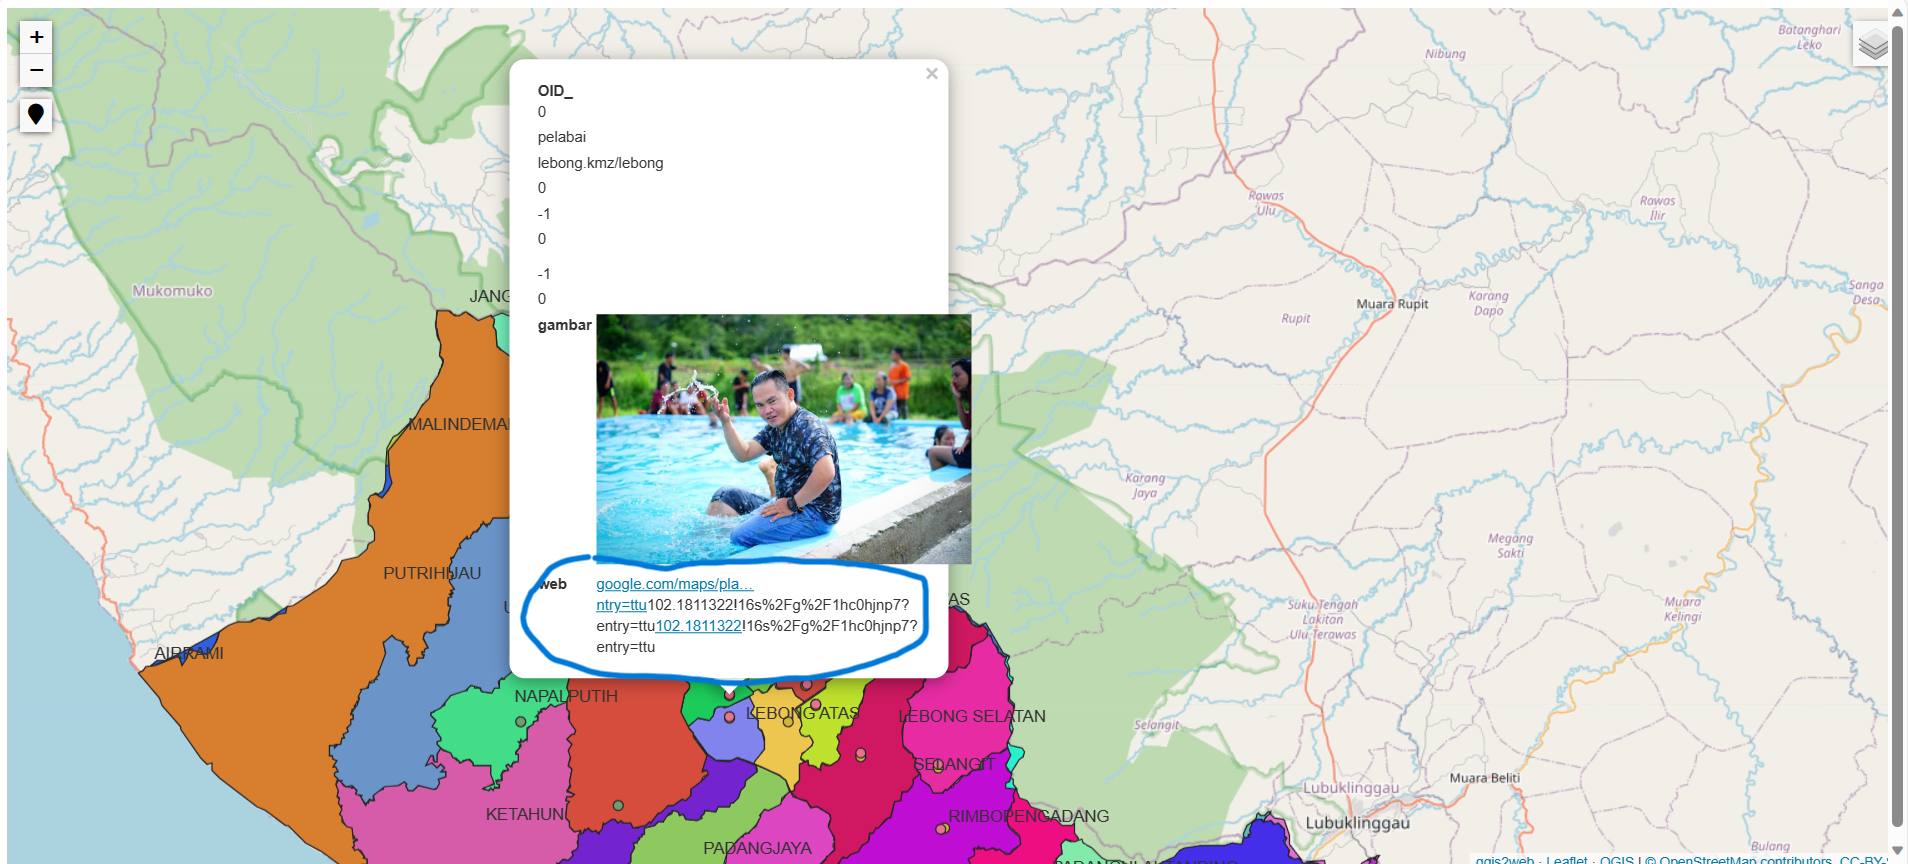 +
−
×
OID_
0
pelabai
lebong.kmz/lebong
0
-1
0
-1
0
gambar
web
google.com/maps/pla…
ntry=ttu102.1811322!16s%2Fg%2F1hc0hjnp7?
entry=ttu102.1811322!16s%2Fg%2F1hc0hjnp7?
entry=ttu
Batanghari
Leko
Nibung
Rawas
Ulu
Rawas
Ilir
Mukomuko
JANG
Muara Rupit
Karang
Dapo
Sanga
Desa
Rupit
MALINDEMA
Karang
Jaya
Megang
Sakti
PUTRIHIJAU
U
AS
Suku Tengah
Lakitan
Ulu Terawas
Muara
Kelingi
AIRRAMI
NAPALPUTIH
LEBONG ATAS
LEBONG SELATAN
Selangit
SELANGIT
Muara Beliti
Lubuklinggau
KETAHUN
RIMBOPENGADANG
Lubuklinggau
PADANGJAYA
Bulang
qgis2web · Leaflet · QGIS | © OpenStreetMap contributors, CC-BY-S